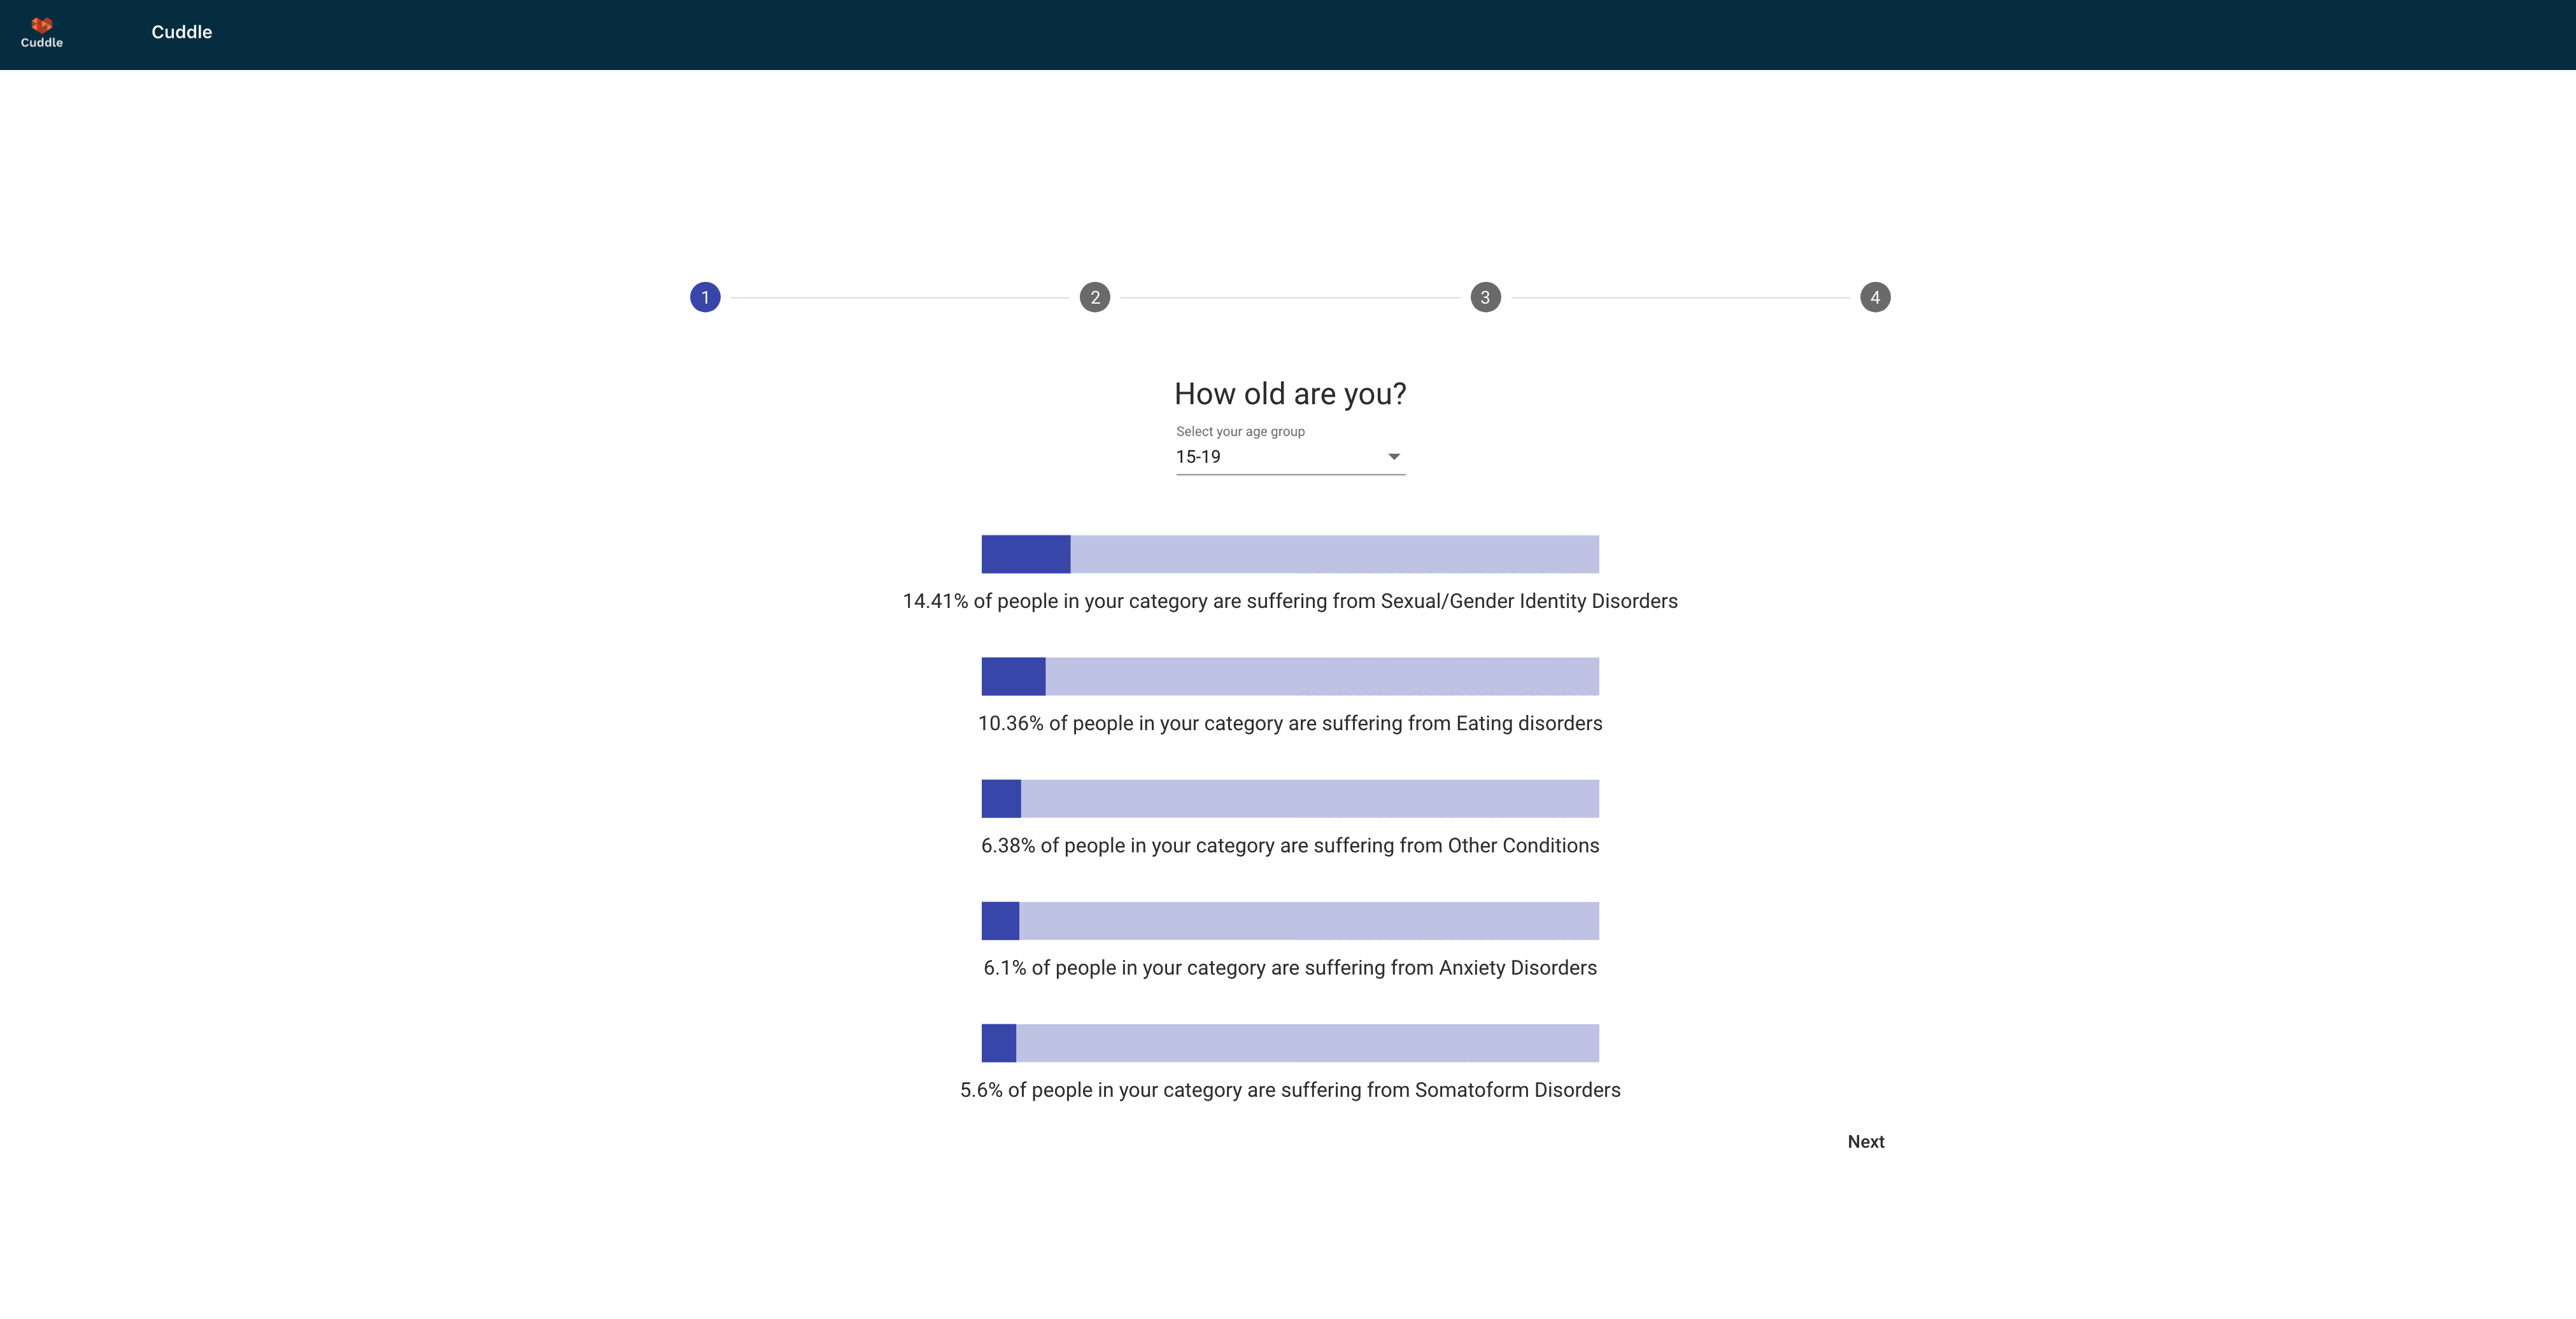 Cuddle
Cuddle
1 2 3 4
How old are you?
Select your age group
15-19
14.41% of people in your category are suffering from Sexual/Gender Identity Disorders
10.36% of people in your category are suffering from Eating disorders
6.38% of people in your category are suffering from Other Conditions
6.1% of people in your category are suffering from Anxiety Disorders
5.6% of people in your category are suffering from Somatoform Disorders
Next